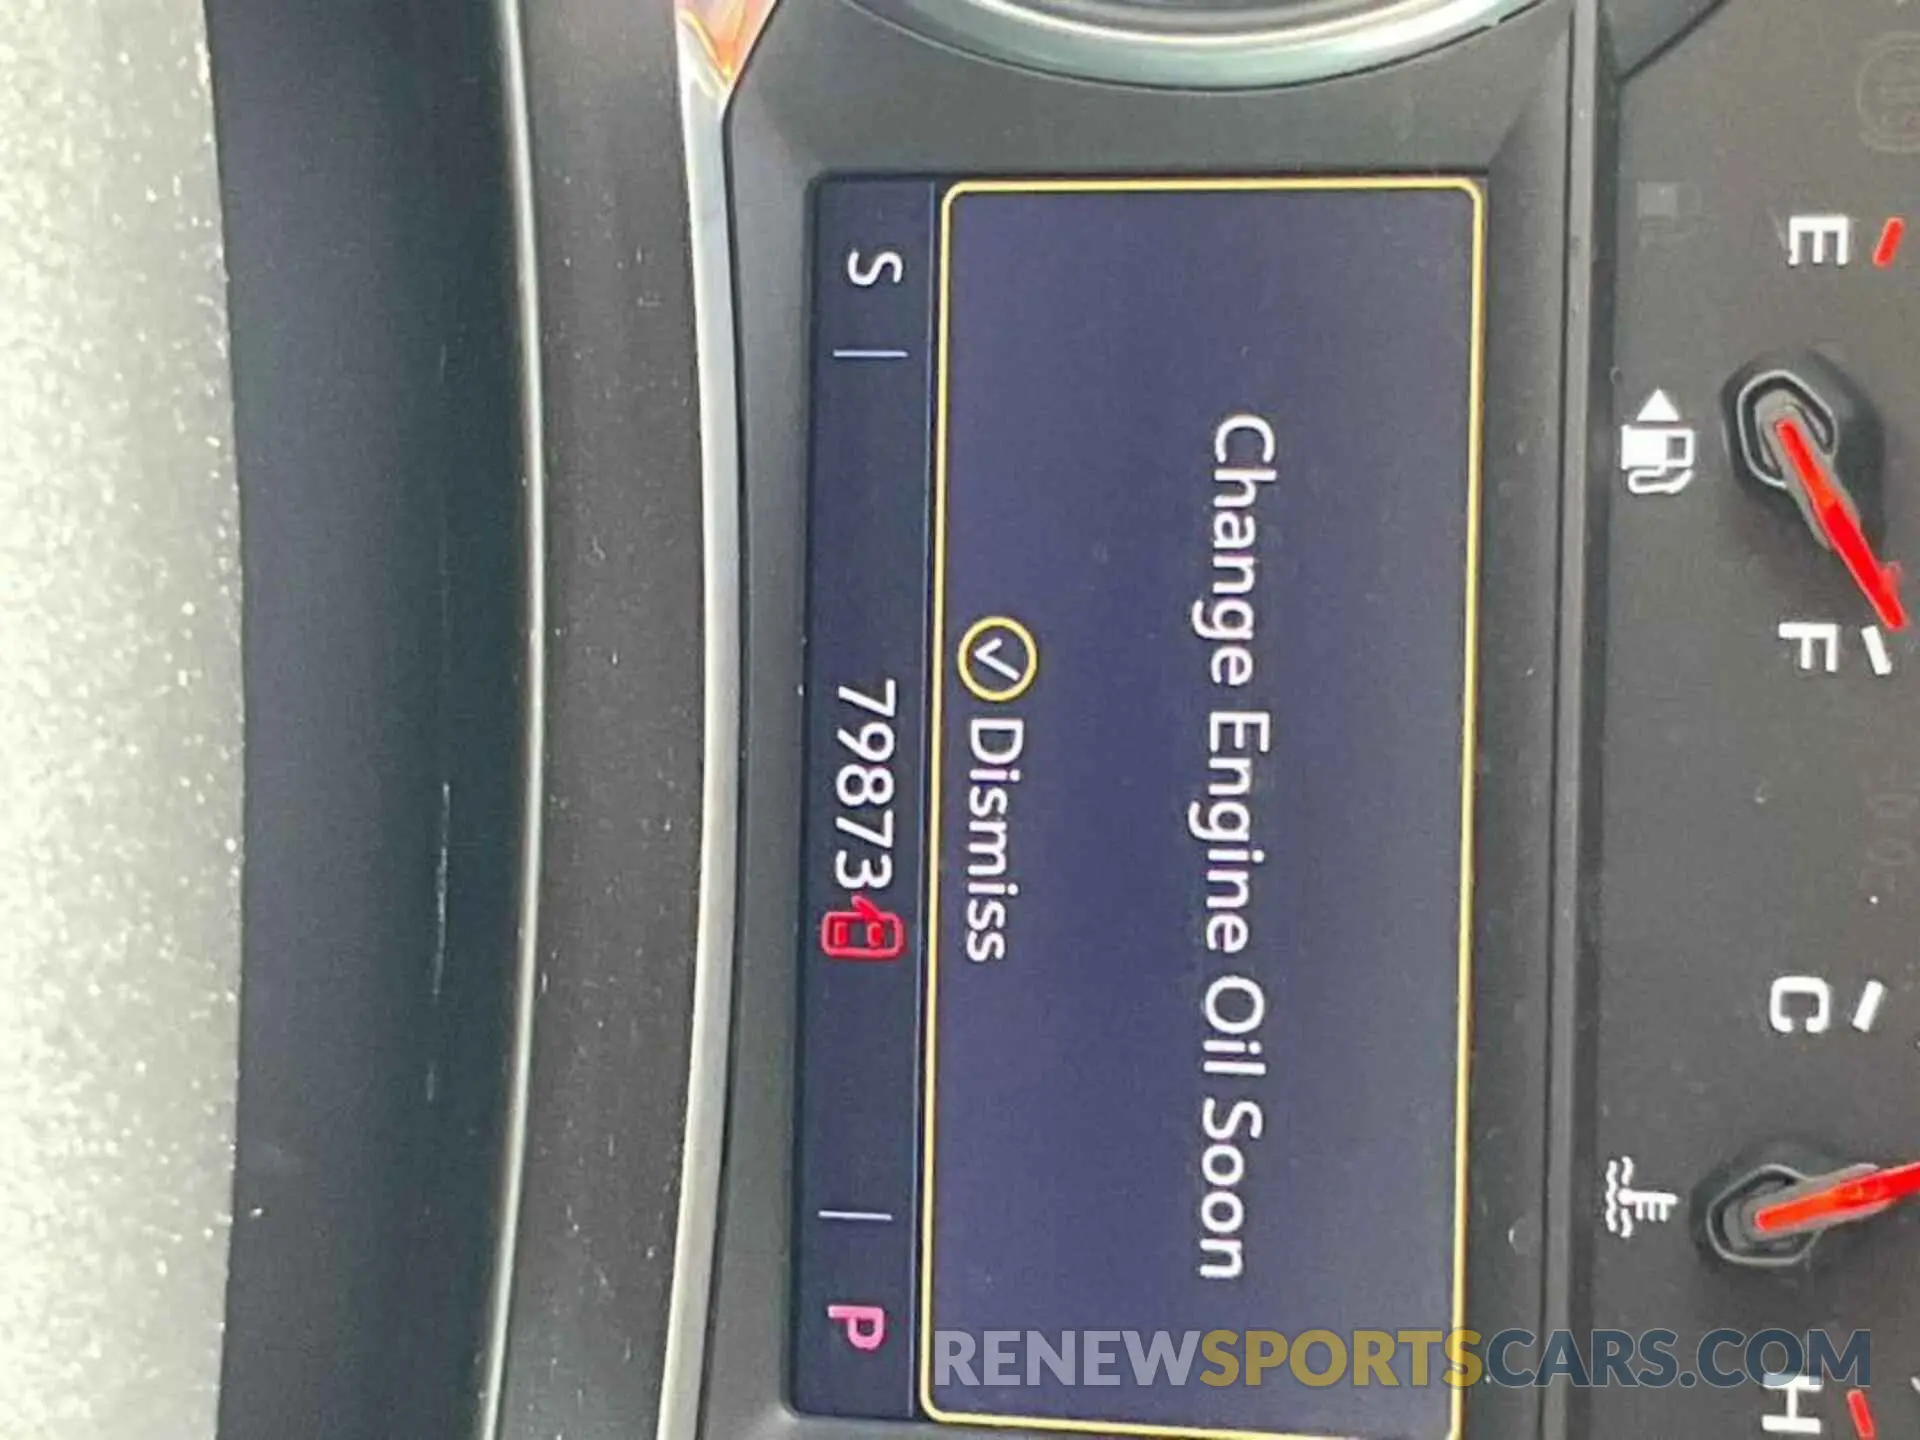 E F C H
Change Engine Oil Soon
Dismiss
S 79873 P
RENEWSPORTSCARS.COM